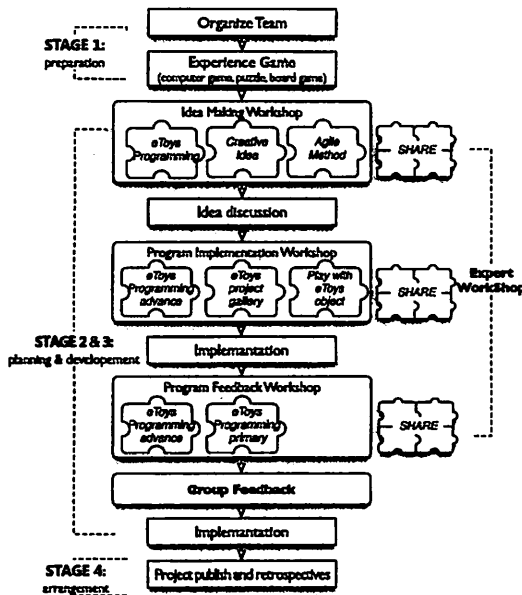 Organize Team
STAGE 1:
preparation
Experience Game
(computer game, puzzle, board game)
Idea Making Workshop
eToys
Programming
Creative
Idea
Agile
Method
SHARE
Idea discussion
Program Implementation Workshop
eToys
Programming
advance
eToys
project
gallery
Play with
eToys
object
SHARE
Expert
WorkShop
STAGE 2 & 3:
planning & developement
Implemantation
Program Feedback Workshop
eToys
Programming
advance
eToys
Programming
primary
SHARE
Group Feedback
Implemantation
STAGE 4:
arrangement
Project publish and retrospectives